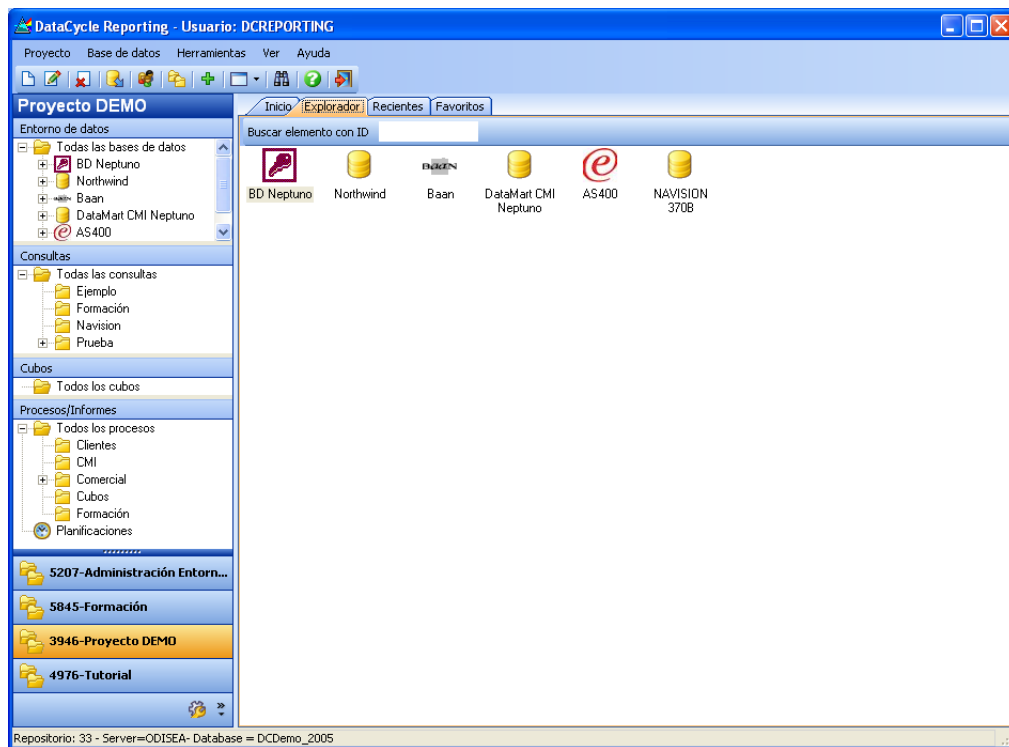 DataCycle Reporting - Usuario: DCREPORTING
Proyecto Base de datos Herramientas Ver Ayuda
Proyecto DEMO
Entorno de datos
Todas las bases de datos
BD Neptuno
Northwind
Baan
DataMart CMI Neptuno
AS400
Consultas
Todas las consultas
Ejemplo
Formación
Navision
Prueba
Cubos
Todos los cubos
Procesos/Informes
Todos los procesos
Clientes
CMI
Comercial
Cubos
Formación
Planificaciones
5207-Administración Entorn...
5845-Formación
3946-Proyecto DEMO
4976-Tutorial
Inicio Explorador Recientes Favoritos
Buscar elemento con ID
BaaN
BD Neptuno Northwind Baan DataMart CMI AS400 NAVISION
Neptuno 370B
Repositorio: 33 - Server=ODISEA- Database = DCDemo_2005